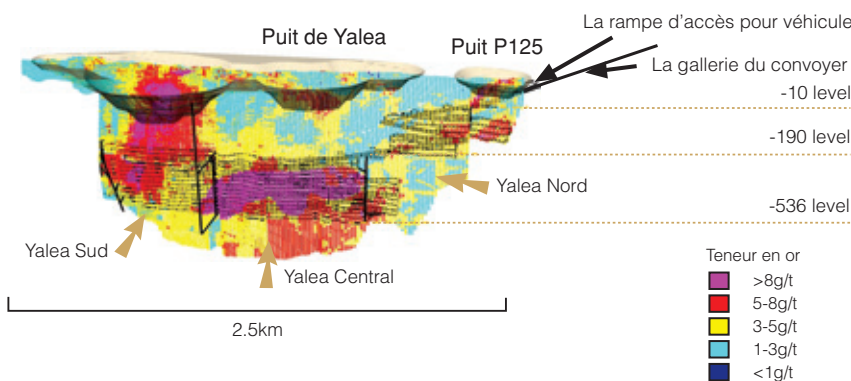 La rampe d'accès pour véhicule
Puit de Yalea
Puit P125
La gallerie du convoyer
-10 level
-190 level
Yalea Nord
-536 level
Yalea Sud
Yalea Central
Teneur en or
>8g/t
5-8g/t
3-5g/t
1-3g/t
<1g/t
2.5km